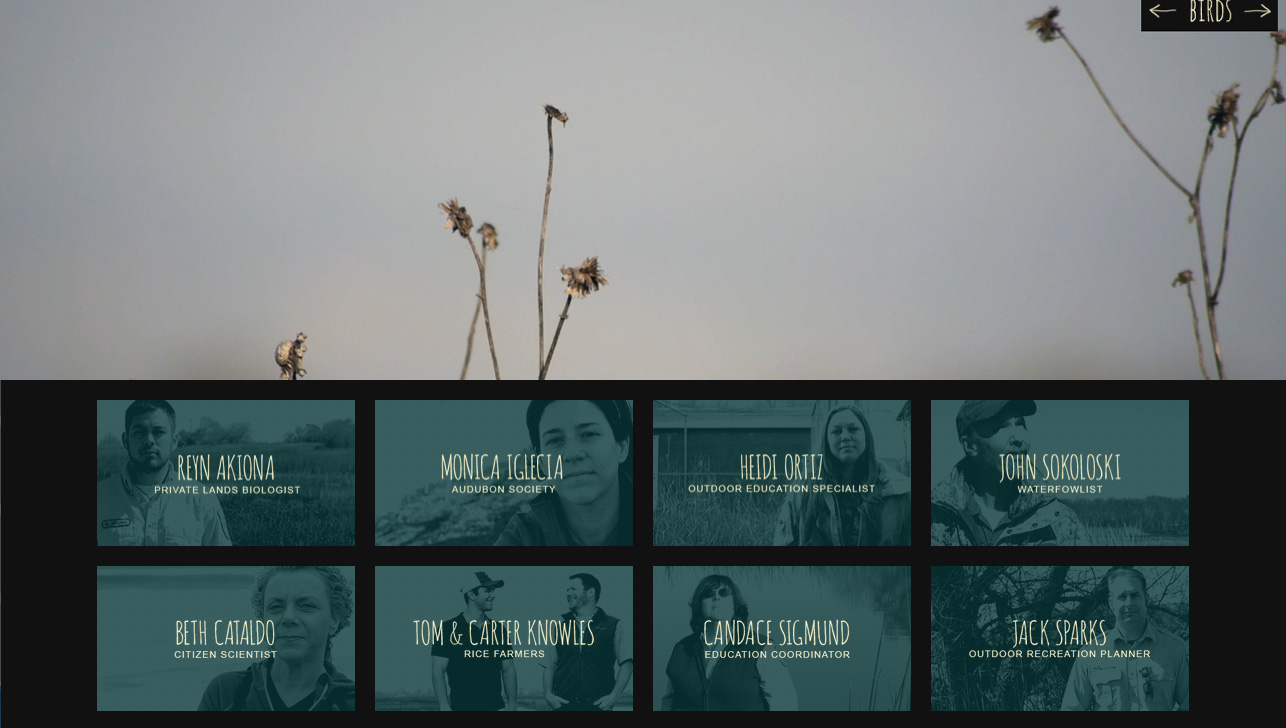 ← BIRDS →
REYN AKIONA
PRIVATE LANDS BIOLOGIST
MONICA IGLECIA
AUDUBON SOCIETY
HEIDI ORTIZ
OUTDOOR EDUCATION SPECIALIST
JOHN SOKOLOSKI
WATERFOWLIST
BETH CATALDO
CITIZEN SCIENTIST
TOM & CARTER KNOWLES
RICE FARMERS
CANDACE SIGMUND
EDUCATION COORDINATOR
JACK SPARKS
OUTDOOR RECREATION PLANNER